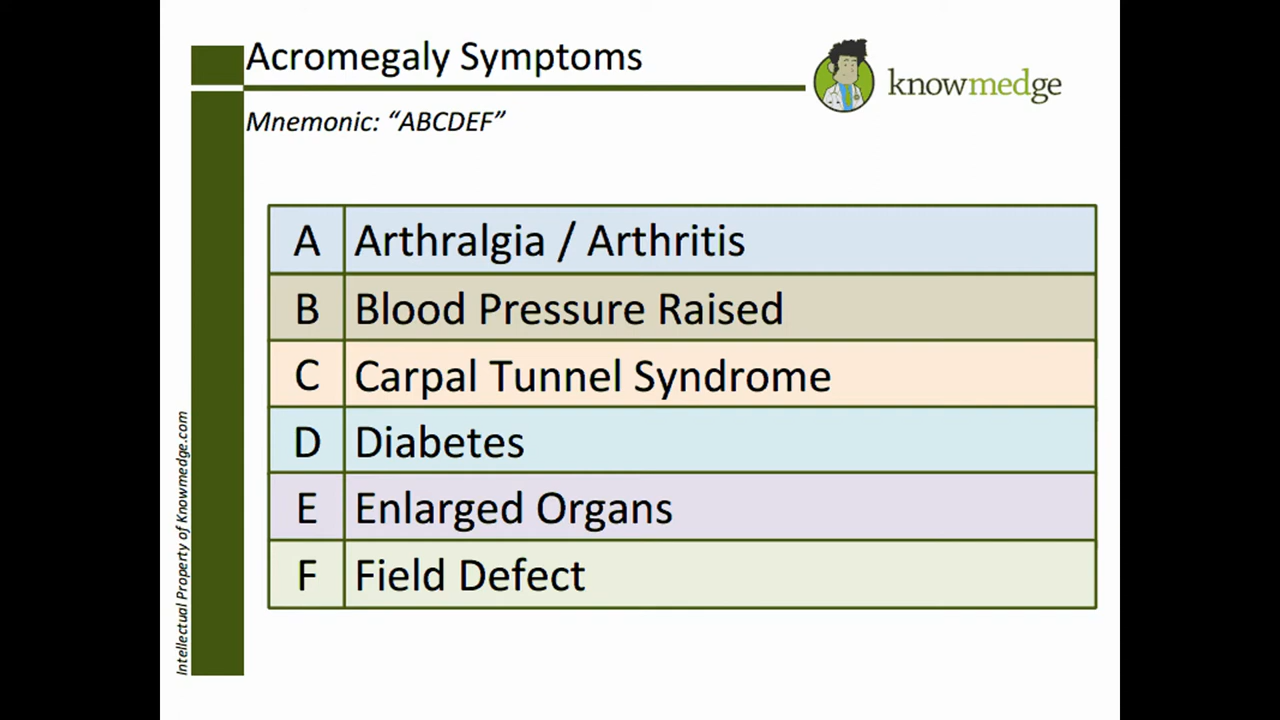 Acromegaly Symptoms
knowmedge
Mnemonic: “ABCDEF”
A Arthralgia / Arthritis
B Blood Pressure Raised
C Carpal Tunnel Syndrome
D Diabetes
E Enlarged Organs
F Field Defect
Intellectual Property of Knowmedge.com